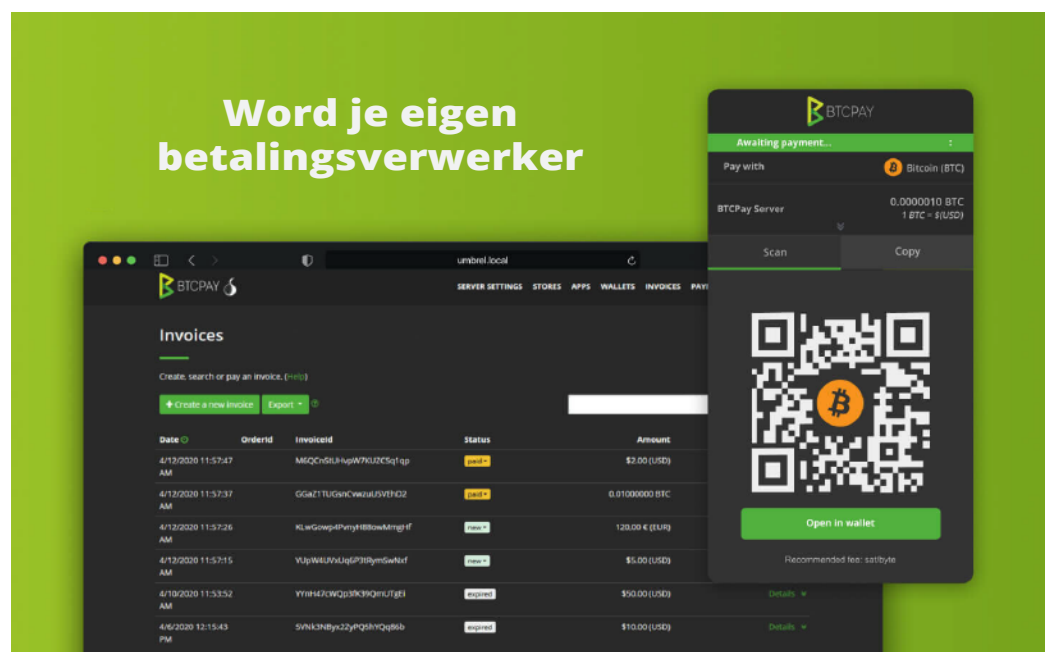 Word je eigen
betalingsverwerker
BTCPAY
Awaiting payment...
Pay with Bitcoin (BTC)
BTCPay Server 0.0000010 BTC
1 BTC = $(USD)
Scan Copy
Open in wallet
Recommended fee: sat/byte
umbrel.local
BTCPAY
SERVER SETTINGS STORES APPS WALLETS INVOICES
Invoices
Create, search or pay an invoice. (Help)
+ Create a new invoice Export
Date OrderId InvoiceId Status Amount
4/12/2020 11:57:47 paid $2.00 (USD)
AM
4/12/2020 11:57:37 paid 0.01000000 BTC
AM
4/12/2020 11:57:26 new 120.00 € (EUR)
AM
4/12/2020 11:57:15 new $5.00 (USD)
AM
4/10/2020 11:53:52 expired $50.00 (USD) Details
AM
4/6/2020 12:15:43 expired $10.00 (USD) Details
PM